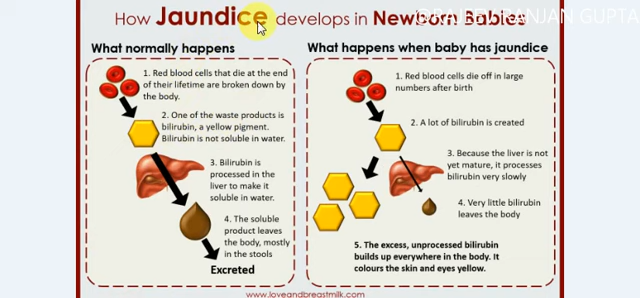 How Jaundice develops in Newborn Babies
@RAJEEV RANJAN GUPTA
What normally happens
1. Red blood cells that die at the end
of their lifetime are broken down by
the body.
2. One of the waste products is
bilirubin, a yellow pigment.
Bilirubin is not soluble in water.
3. Bilirubin is
processed in the
liver to make it
soluble in water.
4. The soluble
product leaves
the body, mostly
in the stools
Excreted
What happens when baby has jaundice
1. Red blood cells die off in large
numbers after birth
2. A lot of bilirubin is created
3. Because the liver is not
yet mature, it processes
bilirubin very slowly
4. Very little bilirubin
leaves the body
5. The excess, unprocessed bilirubin
builds up everywhere in the body. It
colours the skin and eyes yellow.
www.loveandbreastmilk.com